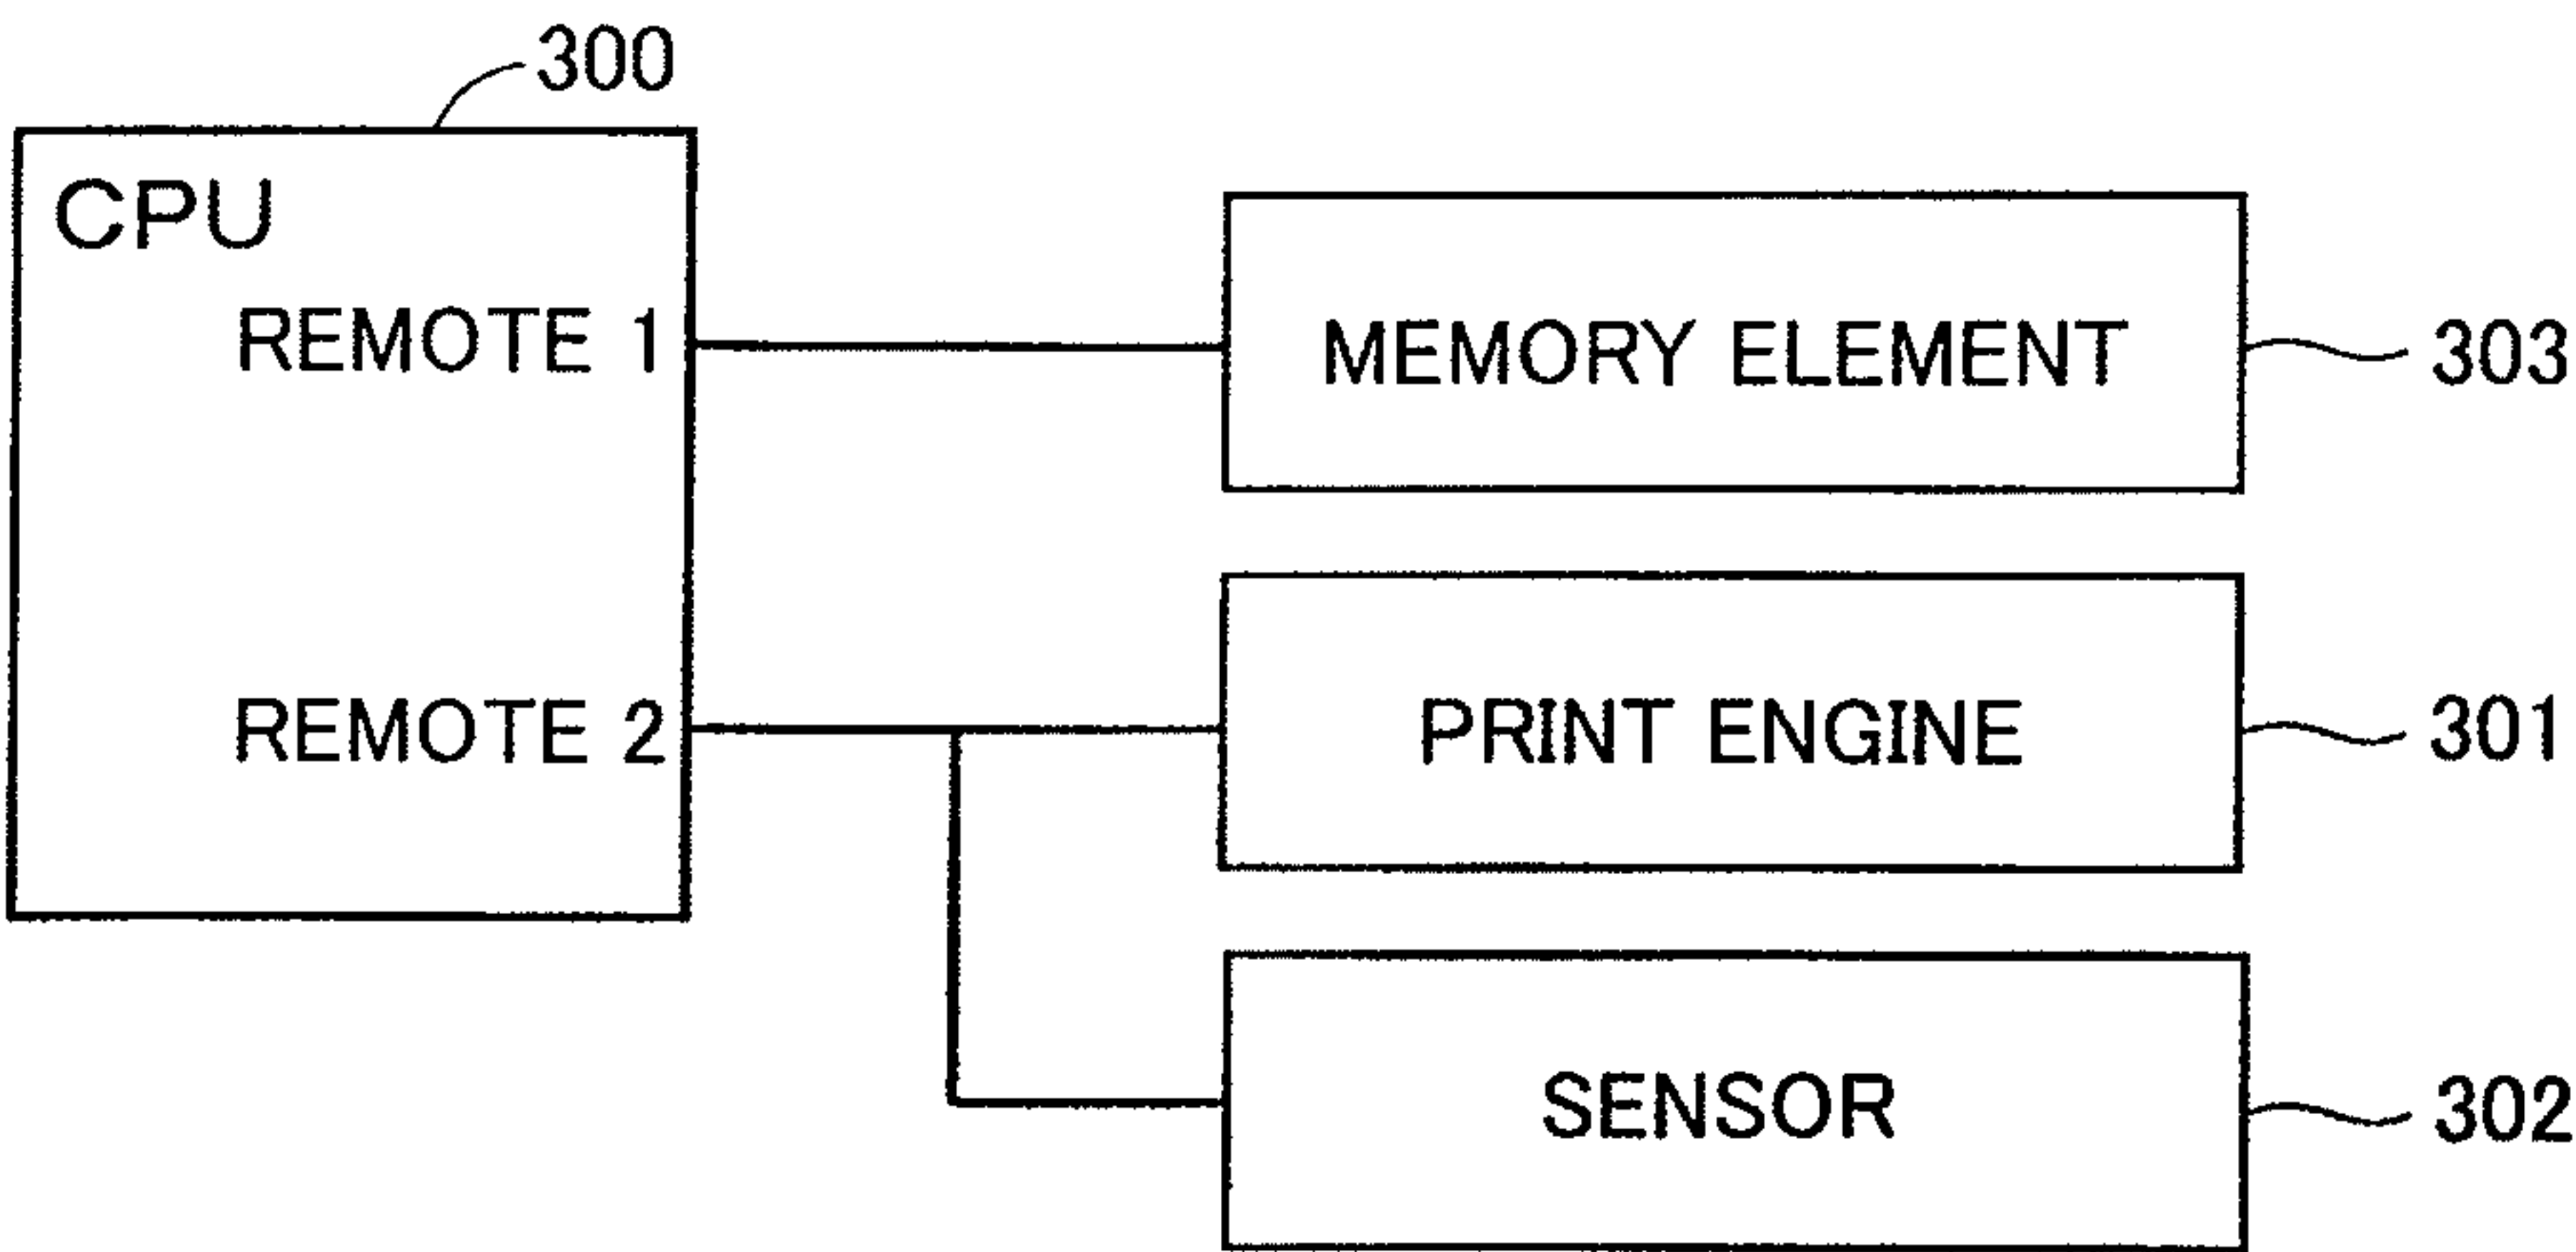 300
CPU
REMOTE 1
MEMORY ELEMENT
303
REMOTE 2
PRINT ENGINE
301
SENSOR
302